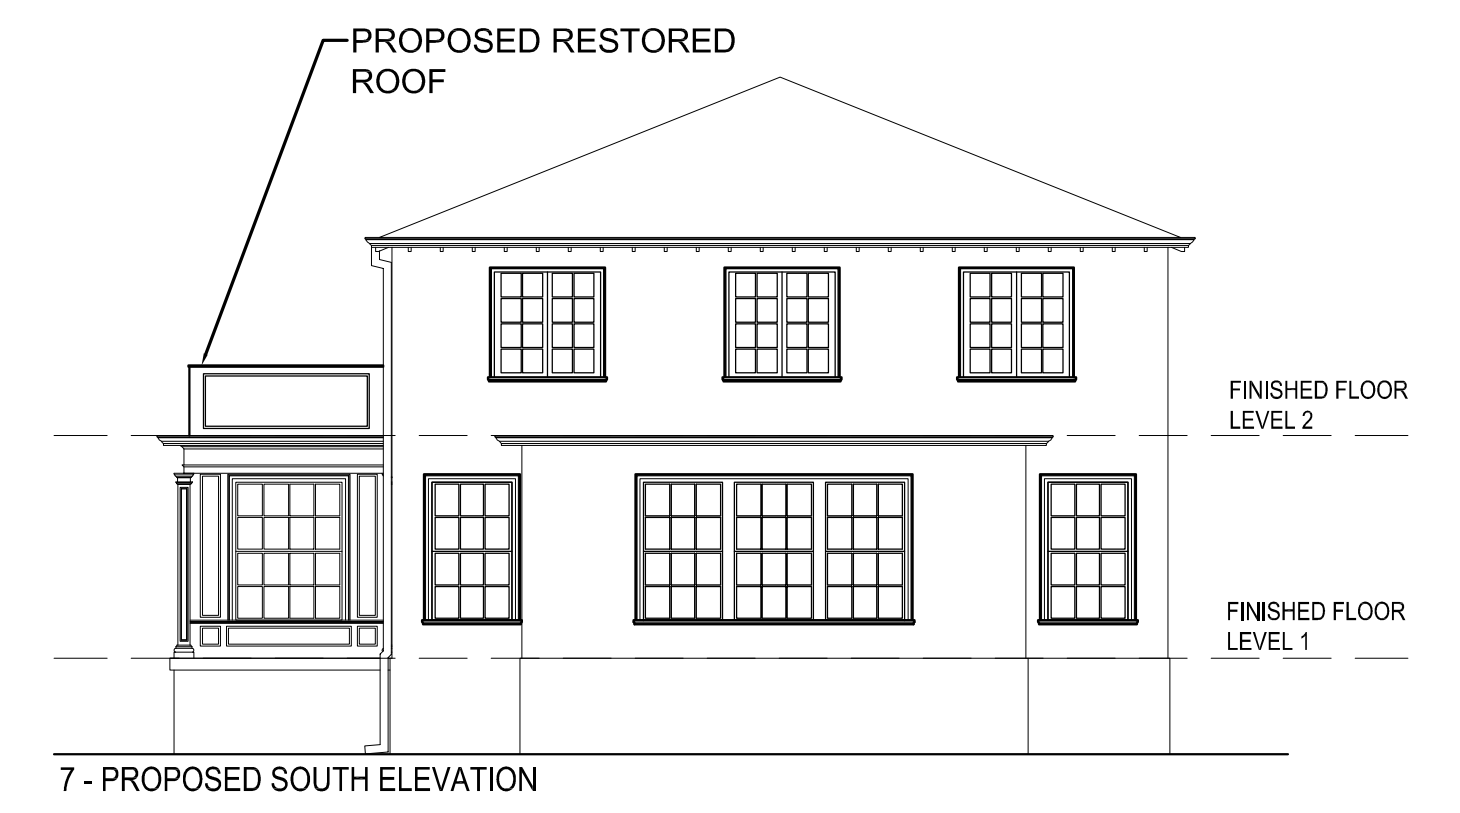 PROPOSED RESTORED
ROOF
FINISHED FLOOR
LEVEL 2
FINISHED FLOOR
LEVEL 1
7 - PROPOSED SOUTH ELEVATION